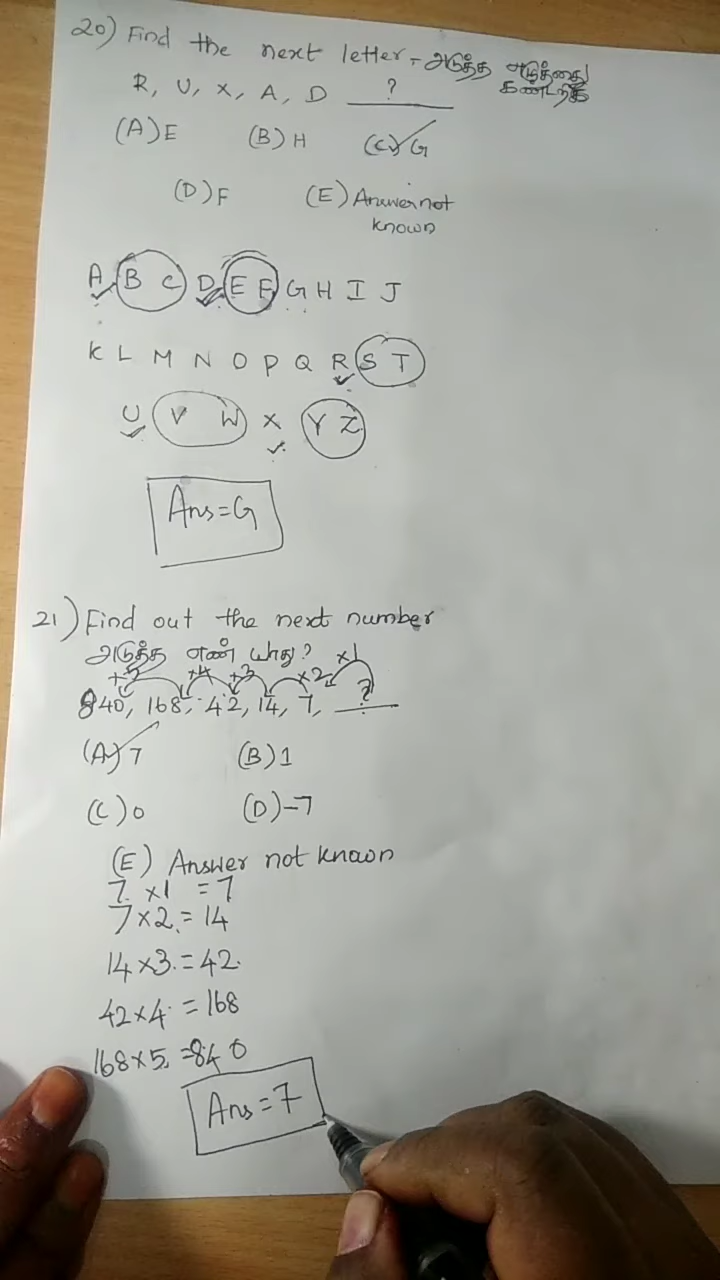 20) Find the next letter - அடுத்த எழுத்தை
கண்டறிக
R, U, X, A, D ?
(A) E (B) H (C) G
(D) F (E) Answer not
known
A B C D E F G H I J
K L M N O P Q R S T
U V W X Y Z
Ans = G
21) Find out the next number
அடுத்த எண் யாது? ×1
×4 ×3 ×2
840, 168, 42, 14, 7, ?
(A) 7 (B) 1
(C) 0 (D) -7
(E) Answer not known
7 ×1 = 7
7×2 = 14
14×3 = 42
42×4 = 168
168×5 = 840
Ans = 7